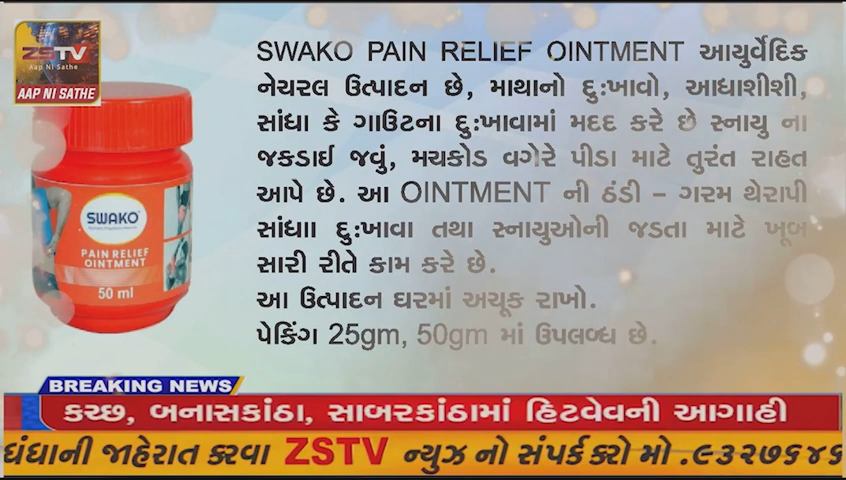 ZSTV
Aap Ni Sathe
AAP NI SATHE
SWAKO PAIN RELIEF OINTMENT આયુર્વેદિક
નેચરલ ઉત્પાદન છે, માથાનો દુઃખાવો, આધાશીશી,
સાંધા કે ગાઉટના દુઃખાવામાં મદદ કરે છે સ્નાયુ ના
જકડાઈ જવું, મચકોડ વગેરે પીડા માટે તુરંત રાહત
આપે છે. આ OINTMENT ની ઠંડી – ગરમ થેરાપી
સાંધાા દુઃખાવા તથા સ્નાયુઓની જડતા માટે ખૂબ
સારી રીતે કામ કરે છે.
આ ઉત્પાદન ઘરમાં અચૂક રાખો.
પેકિંગ 25gm, 50gm માં ઉપલબ્ધ છે.
SWAKO
PAIN RELIEF
OINTMENT
50 ml
BREAKING NEWS
કચ્છ, બનાસકાંઠા, સાબરકાંઠામાં હિટવેવની આગાહી
ધંધાની જાહેરાત કરવા ZSTV ન્યુઝ નો સંપર્ક કરો મો .૯૩૨૭૬૪૬